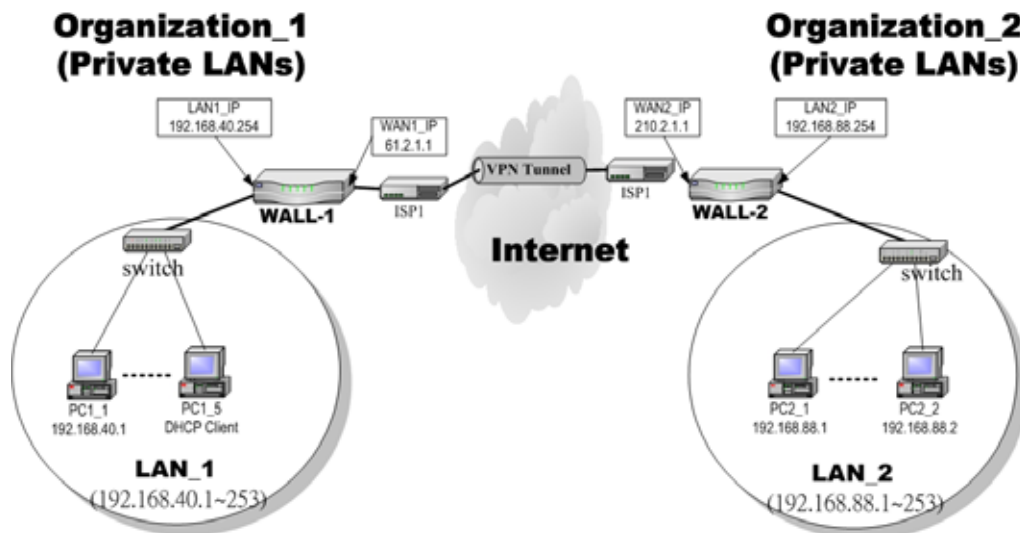 Organization_1
(Private LANs)
Organization_2
(Private LANs)
LAN1_IP
192.168.40.254
WAN1_IP
61.2.1.1
WAN2_IP
210.2.1.1
LAN2_IP
192.168.88.254
VPN Tunnel
WALL-1
ISP1
ISP1
WALL-2
Internet
switch
switch
PC1_1
192.168.40.1
PC1_5
DHCP Client
PC2_1
192.168.88.1
PC2_2
192.168.88.2
LAN_1
(192.168.40.1~253)
LAN_2
(192.168.88.1~253)